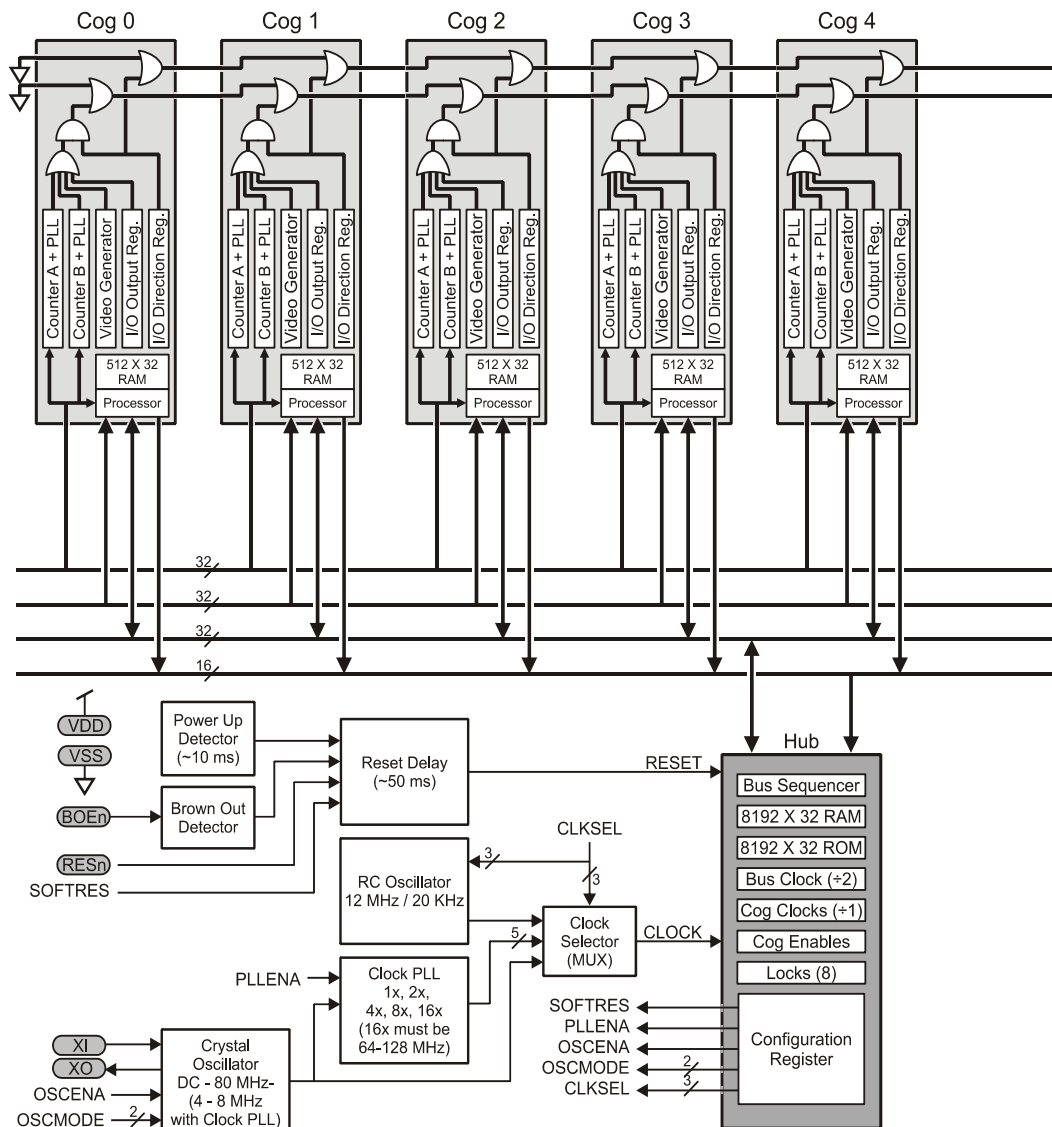 Cog 0
Cog 1
Cog 2
Cog 3
Cog 4
Counter A + PLL
Counter B + PLL
Video Generator
I/O Output Reg.
I/O Direction Reg.
512 X 32
RAM
Processor
Counter A + PLL
Counter B + PLL
Video Generator
I/O Output Reg.
I/O Direction Reg.
512 X 32
RAM
Processor
Counter A + PLL
Counter B + PLL
Video Generator
I/O Output Reg.
I/O Direction Reg.
512 X 32
RAM
Processor
Counter A + PLL
Counter B + PLL
Video Generator
I/O Output Reg.
I/O Direction Reg.
512 X 32
RAM
Processor
Counter A + PLL
Counter B + PLL
Video Generator
I/O Output Reg.
I/O Direction Reg.
512 X 32
RAM
Processor
32
32
32
16
VDD
VSS
BOEn
RESn
SOFTRES
Power Up
Detector
(~10 ms)
Brown Out
Detector
Reset Delay
(~50 ms)
RESET
CLKSEL
3
3
RC Oscillator
12 MHz / 20 KHz
Clock
Selector
(MUX)
CLOCK
5
PLLENA
Clock PLL
1x, 2x,
4x, 8x, 16x
(16x must be
64-128 MHz)
XI
XO
OSCENA
OSCMODE
2
Crystal
Oscillator
DC - 80 MHz-
(4 - 8 MHz
with Clock PLL)
Hub
Bus Sequencer
8192 X 32 RAM
8192 X 32 ROM
Bus Clock (÷2)
Cog Clocks (÷1)
Cog Enables
Locks (8)
Configuration
Register
SOFTRES
PLLENA
OSCENA
OSCMODE
2
CLKSEL
3